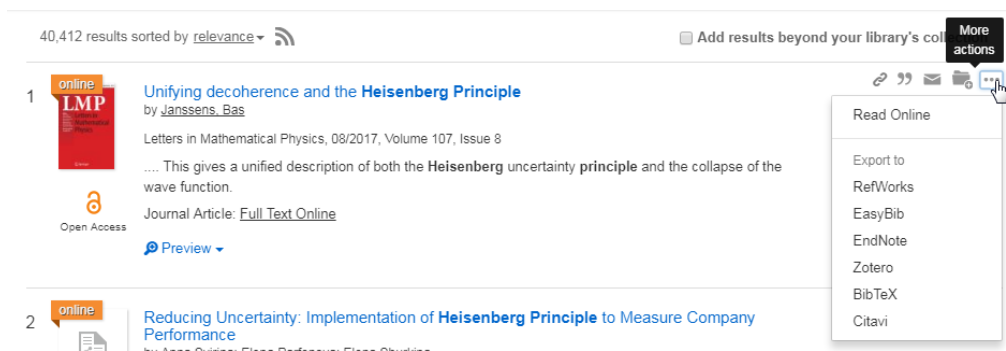 40,412 results sorted by relevance
Add results beyond your library's coll
More
actions
1
online
LMP
Unifying decoherence and the Heisenberg Principle
by Janssens, Bas
Letters in Mathematical Physics, 08/2017, Volume 107, Issue 8
.... This gives a unified description of both the Heisenberg uncertainty principle and the collapse of the
wave function.
Open Access
Journal Article: Full Text Online
Preview
Read Online
Export to
RefWorks
EasyBib
EndNote
Zotero
BibTeX
Citavi
2
online
Reducing Uncertainty: Implementation of Heisenberg Principle to Measure Company
Performance